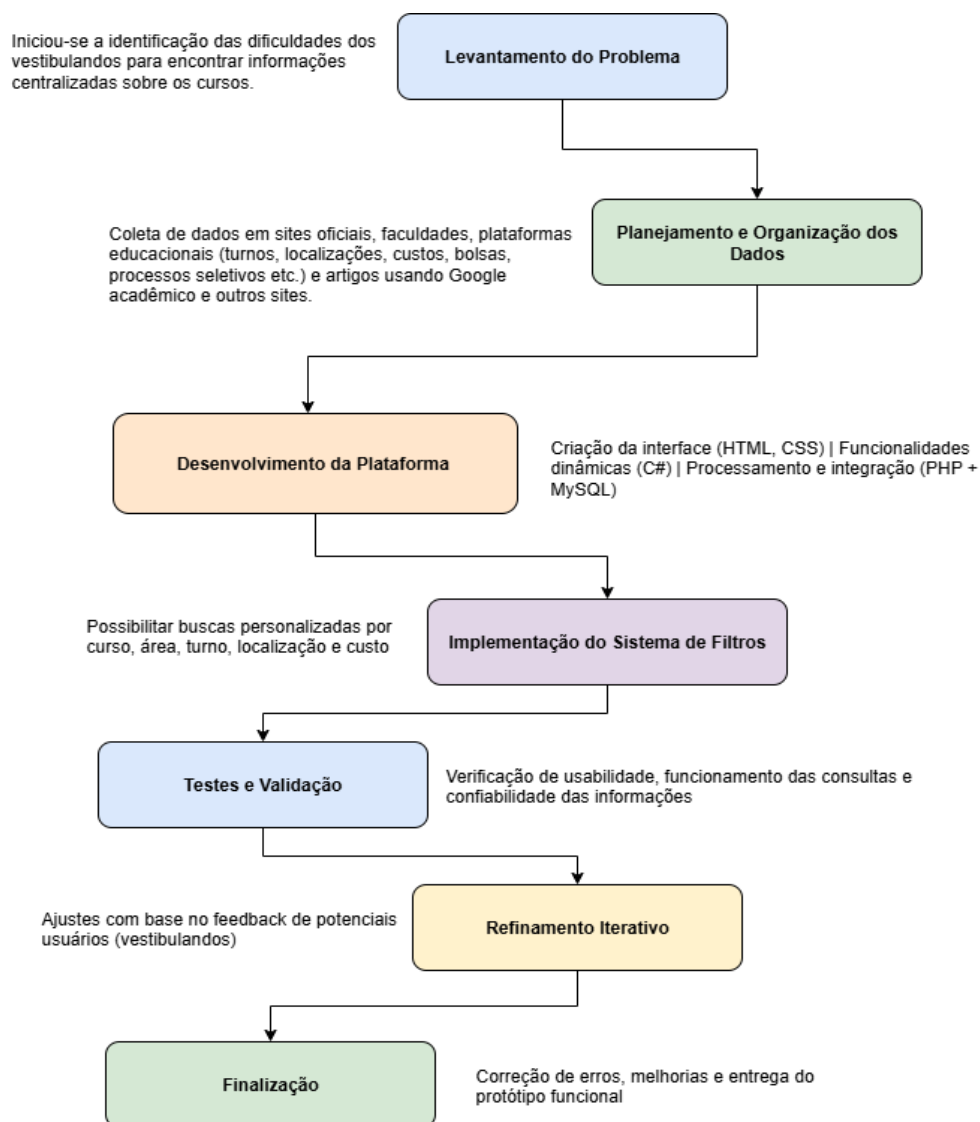 Iniciou-se a identificação das dificuldades dos
vestibulandos para encontrar informações
centralizadas sobre os cursos.
Levantamento do Problema
Coleta de dados em sites oficiais, faculdades, plataformas
educacionais (turnos, localizações, custos, bolsas,
processos seletivos etc.) e artigos usando Google
acadêmico e outros sites.
Planejamento e Organização dos
Dados
Desenvolvimento da Plataforma
Criação da interface (HTML, CSS) | Funcionalidades
dinâmicas (C#) | Processamento e integração (PHP +
MySQL)
Possibilitar buscas personalizadas por
curso, área, turno, localização e custo
Implementação do Sistema de Filtros
Testes e Validação
Verificação de usabilidade, funcionamento das consultas e
confiabilidade das informações
Ajustes com base no feedback de potenciais
usuários (vestibulandos)
Refinamento Iterativo
Finalização
Correção de erros, melhorias e entrega do
protótipo funcional